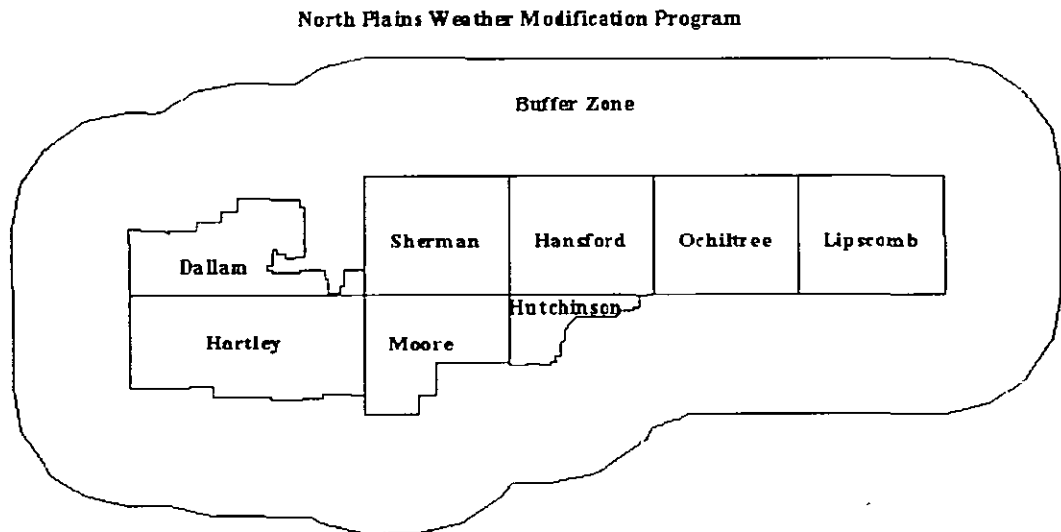 North Plains Weather Modification Program
Buffer Zone
Sherman
Hansford
Ochiltree
Lipscomb
Dallam
Hutchinson
Hartley
Moore